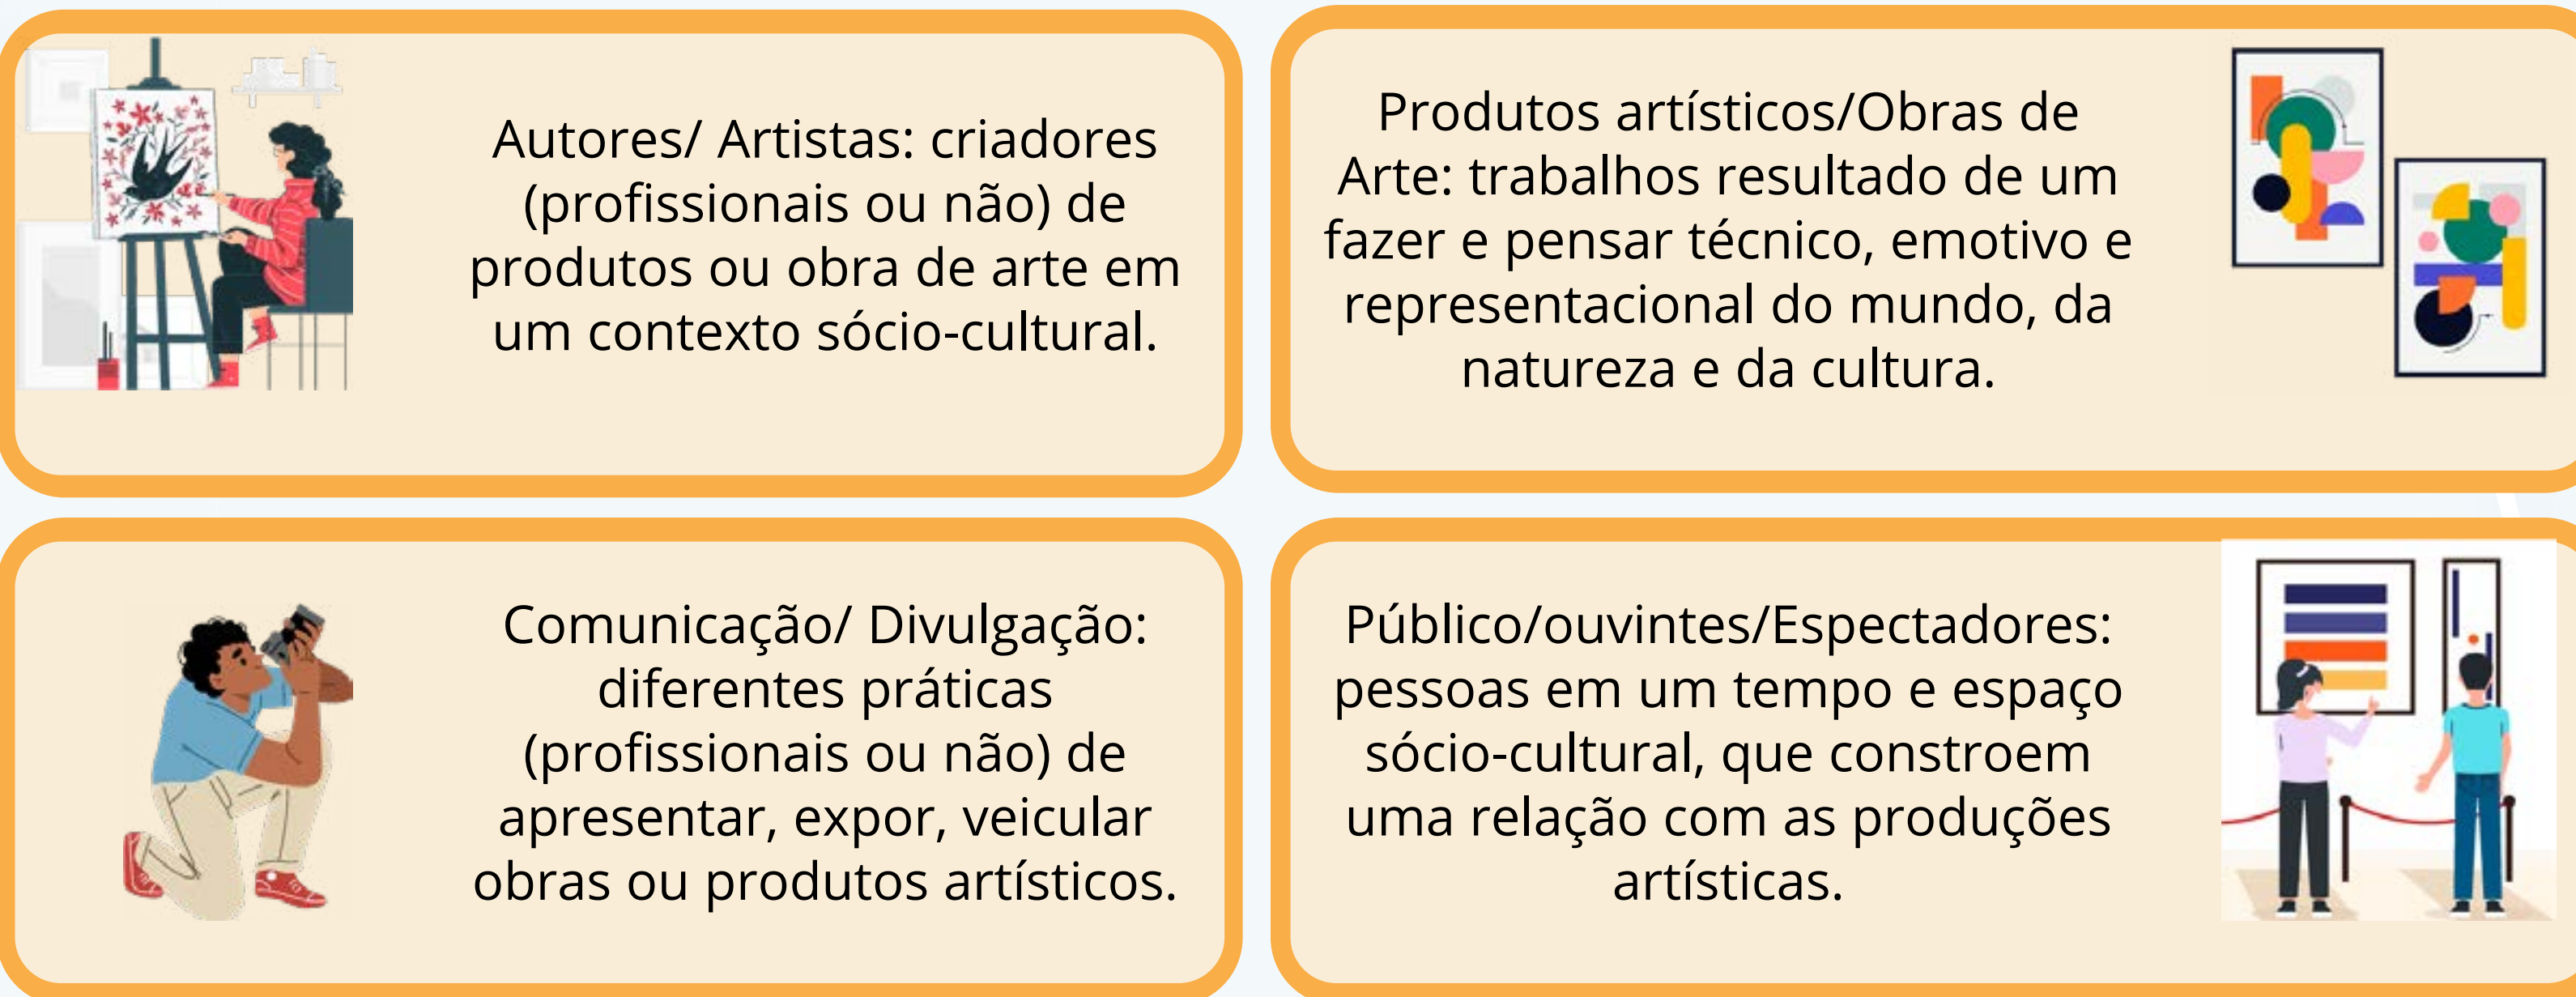 Autores/ Artistas: criadores
(profissionais ou não) de
produtos ou obra de arte em
um contexto sócio-cultural.
Produtos artísticos/Obras de
Arte: trabalhos resultado de um
fazer e pensar técnico, emotivo e
representacional do mundo, da
natureza e da cultura.
Comunicação/ Divulgação:
diferentes práticas
(profissionais ou não) de
apresentar, expor, veicular
obras ou produtos artísticos.
Público/ouvintes/Espectadores:
pessoas em um tempo e espaço
sócio-cultural, que constroem
uma relação com as produções
artísticas.